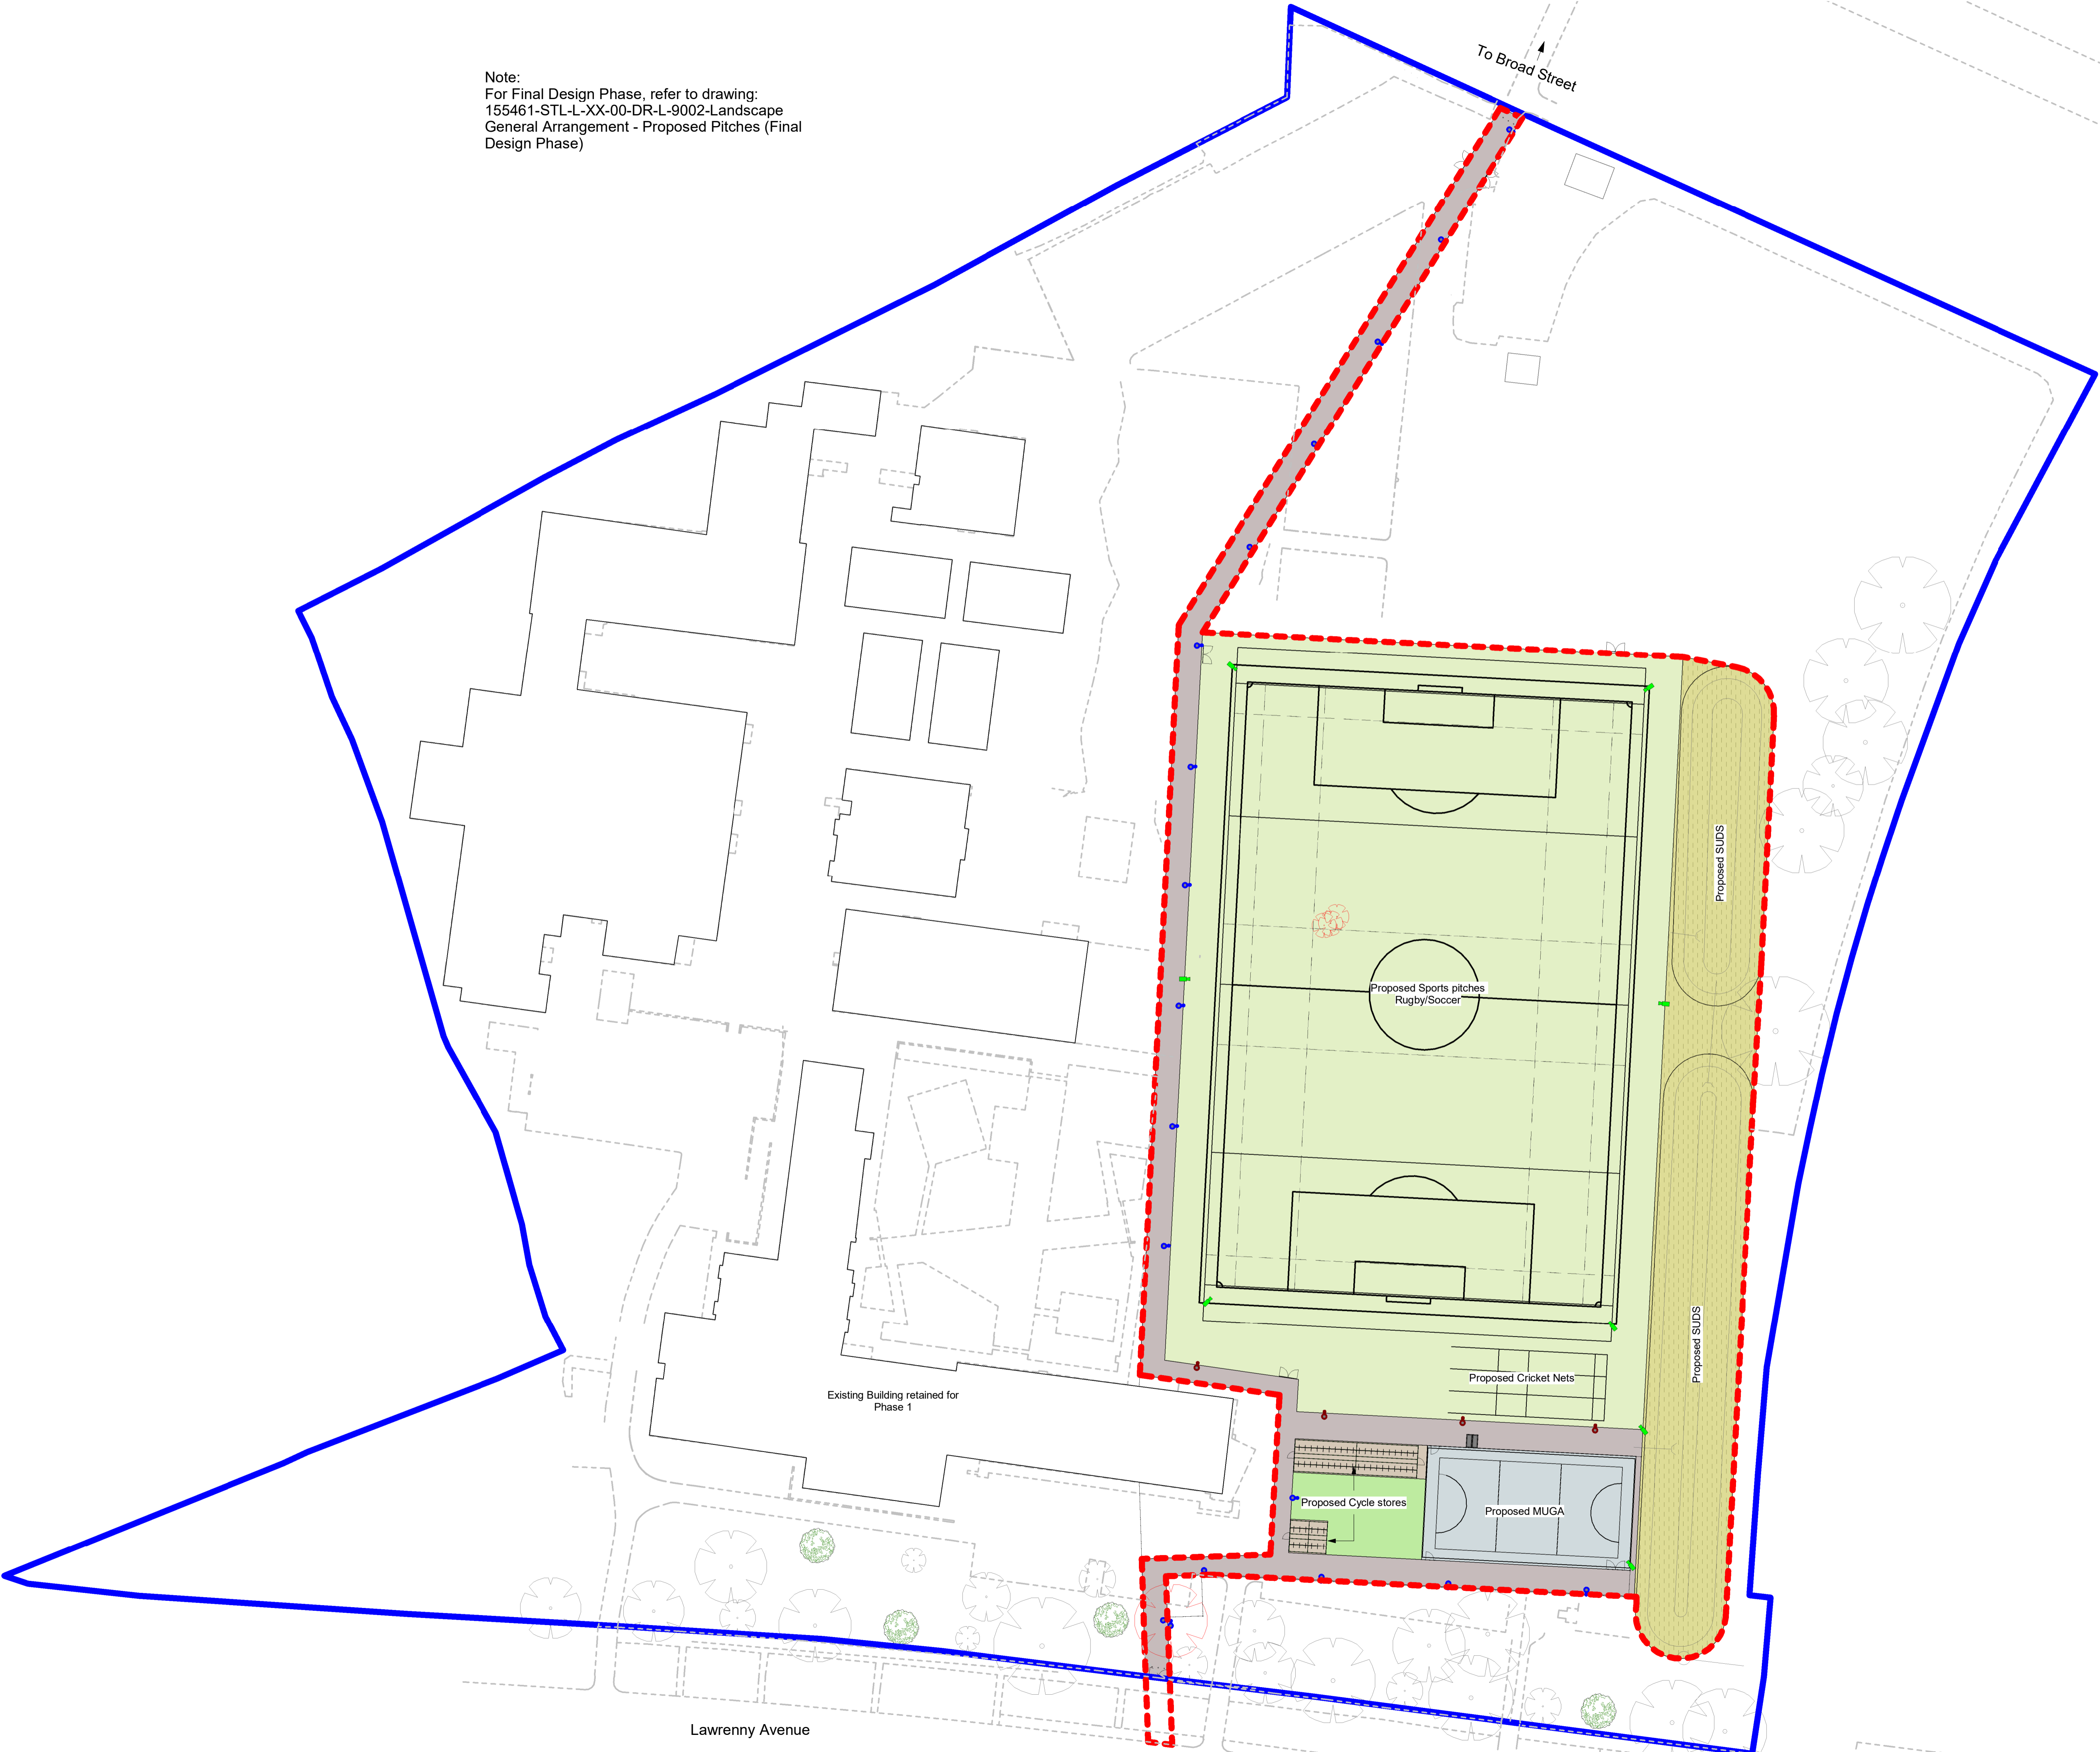 To Broad Street
Note:
For Final Design Phase, refer to drawing:
155461-STL-L-XX-00-DR-L-9002-Landscape
General Arrangement - Proposed Pitches (Final
Design Phase)
Proposed SUDS
Proposed Sports pitches
Rugby/Soccer
Proposed SUDS
Proposed Cricket Nets
Existing Building retained for
Phase 1
Proposed Cycle stores
Proposed MUGA
Lawrenny Avenue